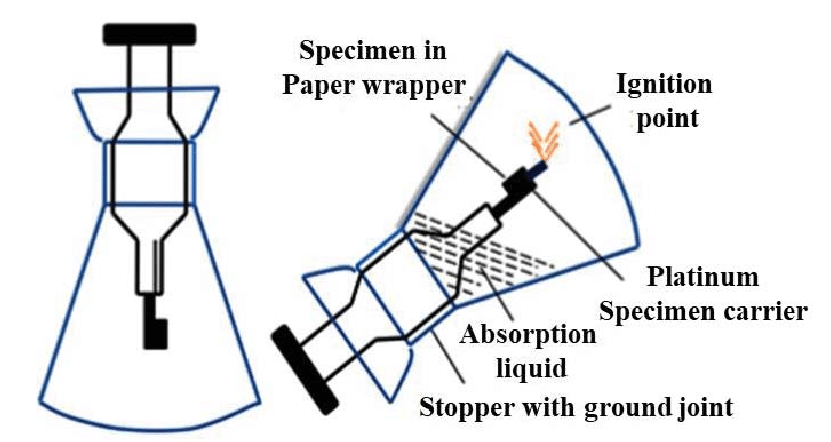 Specimen in
Paper wrapper
Ignition
point
Platinum
Specimen carrier
Absorption
liquid
Stopper with ground joint